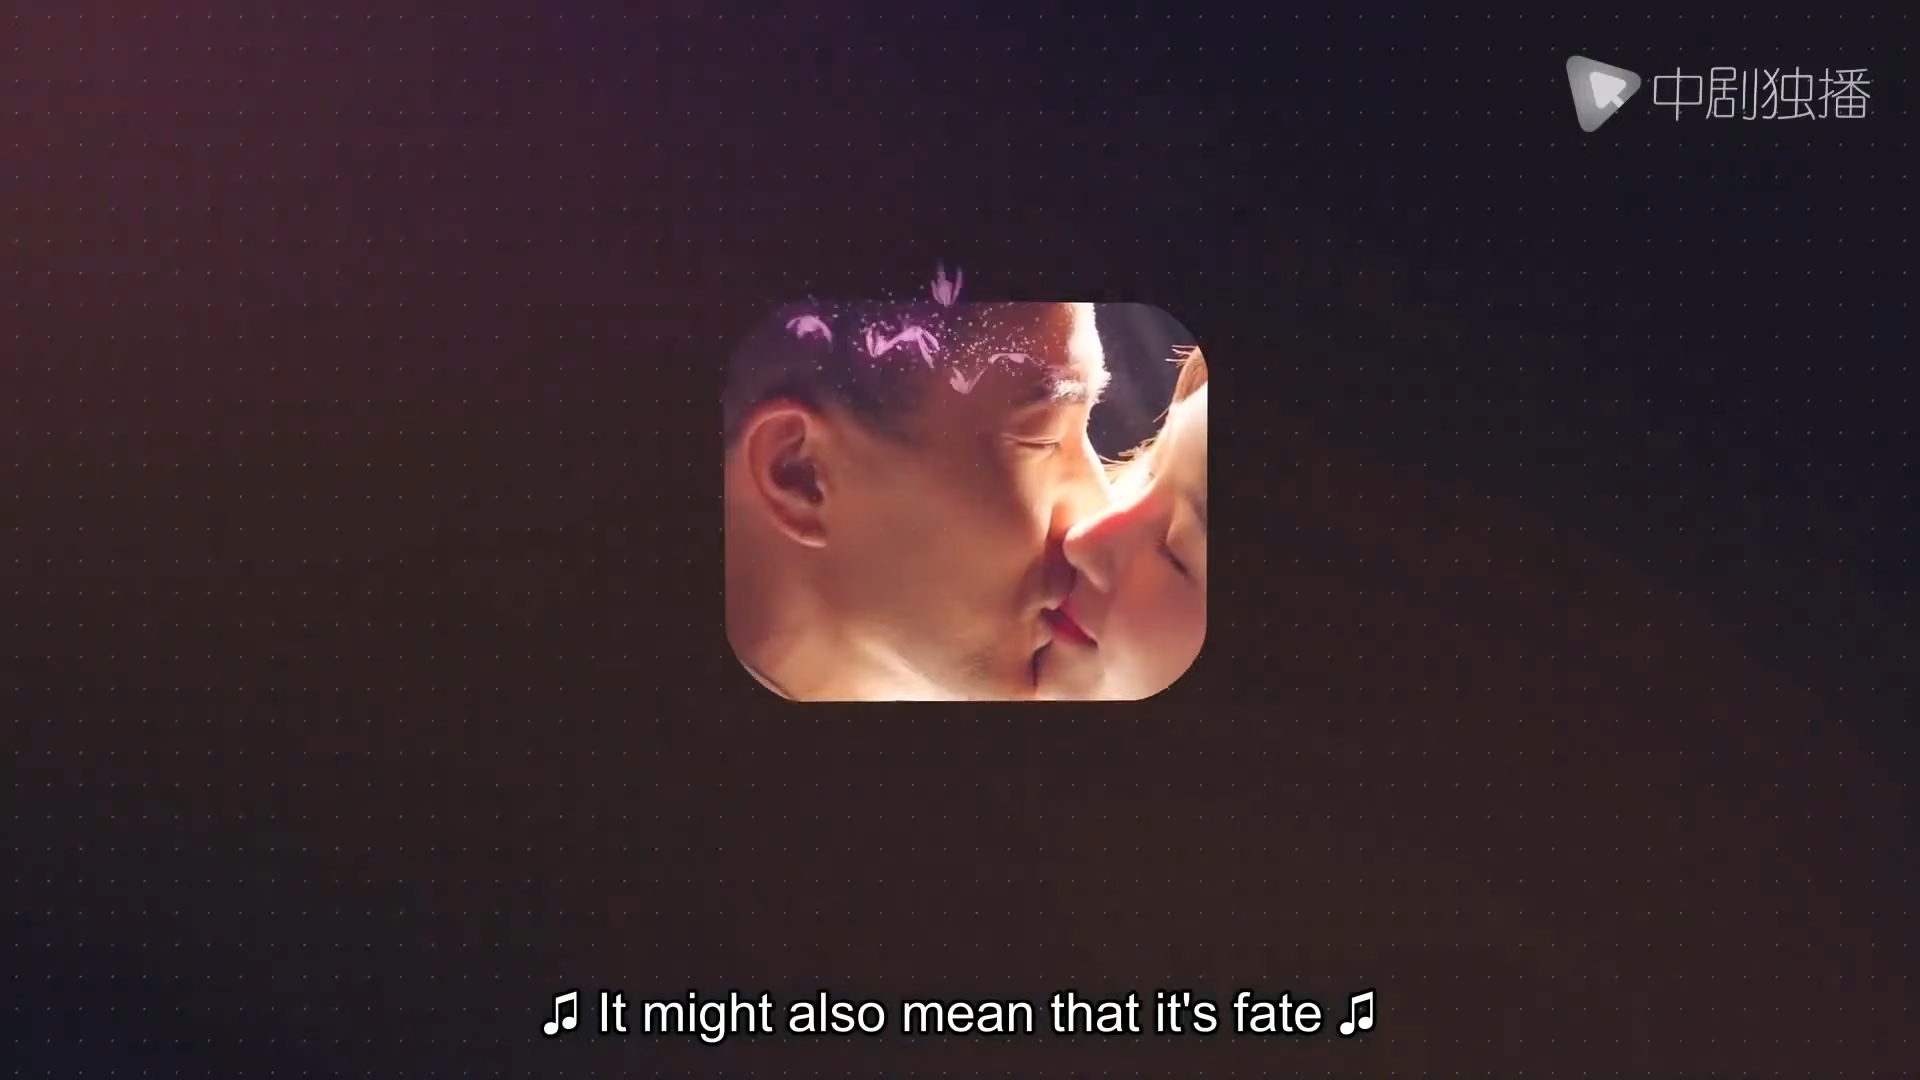 中剧独播
♫ It might also mean that it's fate ♫